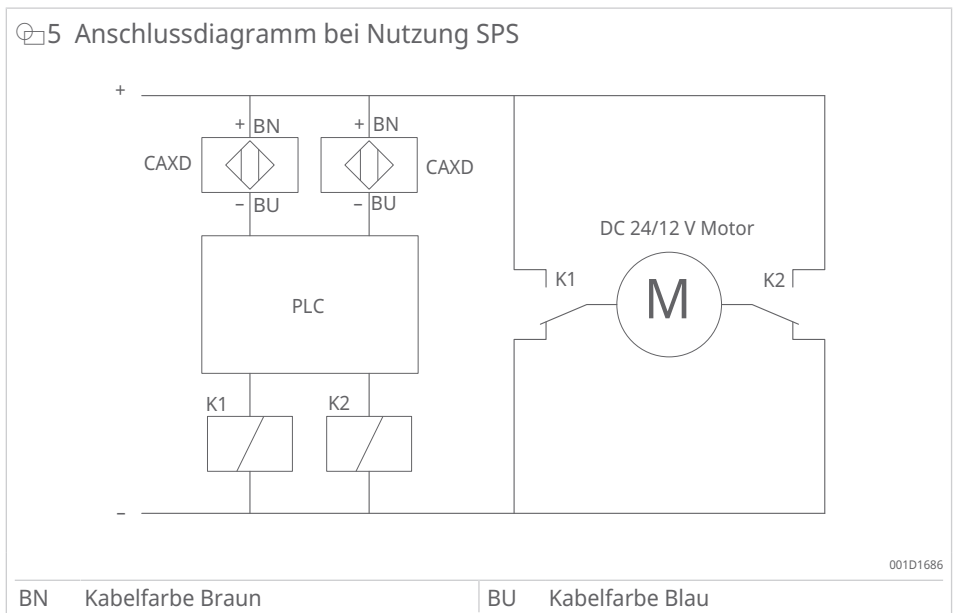 5 Anschlussdiagramm bei Nutzung SPS
+
+ BN
+ BN
CAXD
CAXD
– BU
– BU
DC 24/12 V Motor
K1
K2
M
PLC
K1
K2
–
001D1686
BN Kabelfarbe Braun
BU Kabelfarbe Blau